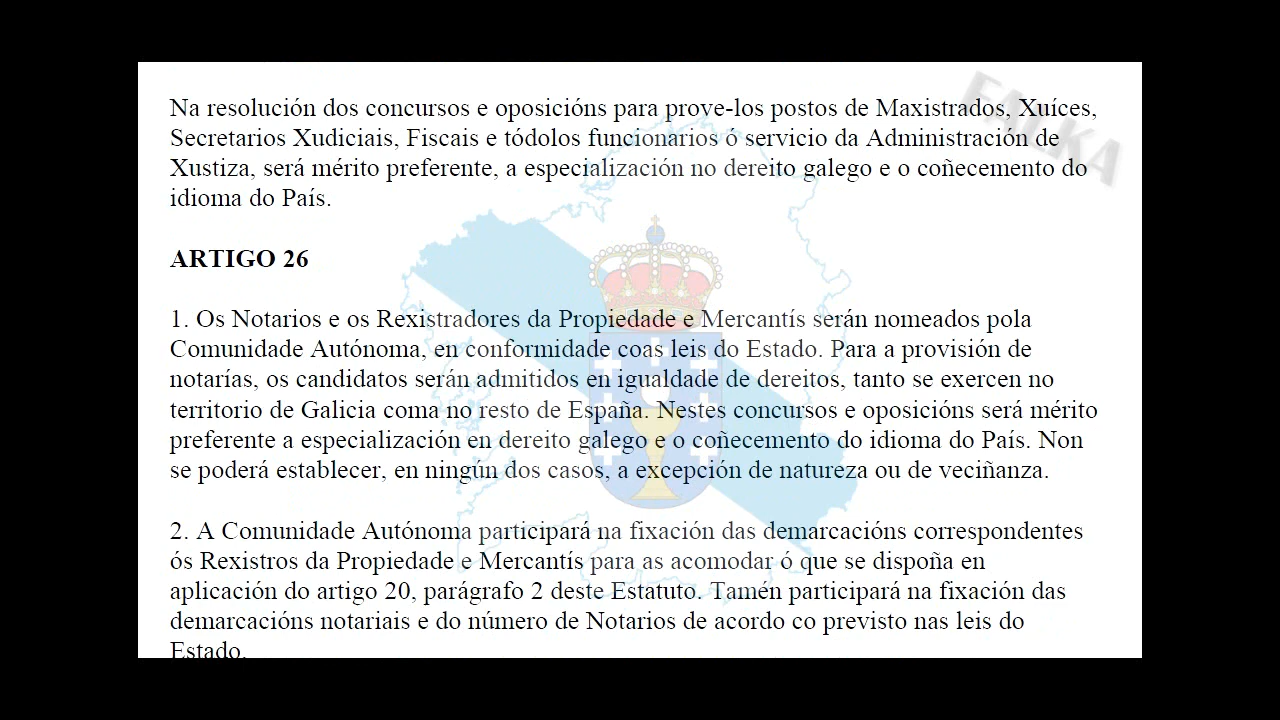 FALKA
Na resolución dos concursos e oposicións para prove-los postos de Maxistrados, Xuíces,
Secretarios Xudiciais, Fiscais e tódolos funcionarios ó servicio da Administración de
Xustiza, será mérito preferente, a especialización no dereito galego e o coñecemento do
idioma do País.
ARTIGO 26
1. Os Notarios e os Rexistradores da Propiedade e Mercantís serán nomeados pola
Comunidade Autónoma, en conformidade coas leis do Estado. Para a provisión de
notarías, os candidatos serán admitidos en igualdade de dereitos, tanto se exercen no
territorio de Galicia coma no resto de España. Nestes concursos e oposicións será mérito
preferente a especialización en dereito galego e o coñecemento do idioma do País. Non
se poderá establecer, en ningún dos casos, a excepción de natureza ou de veciñanza.
2. A Comunidade Autónoma participará na fixación das demarcacións correspondentes
ós Rexistros da Propiedade e Mercantís para as acomodar ó que se dispoña en
aplicación do artigo 20, parágrafo 2 deste Estatuto. Tamén participará na fixación das
demarcacións notariais e do número de Notarios de acordo co previsto nas leis do
Estado.